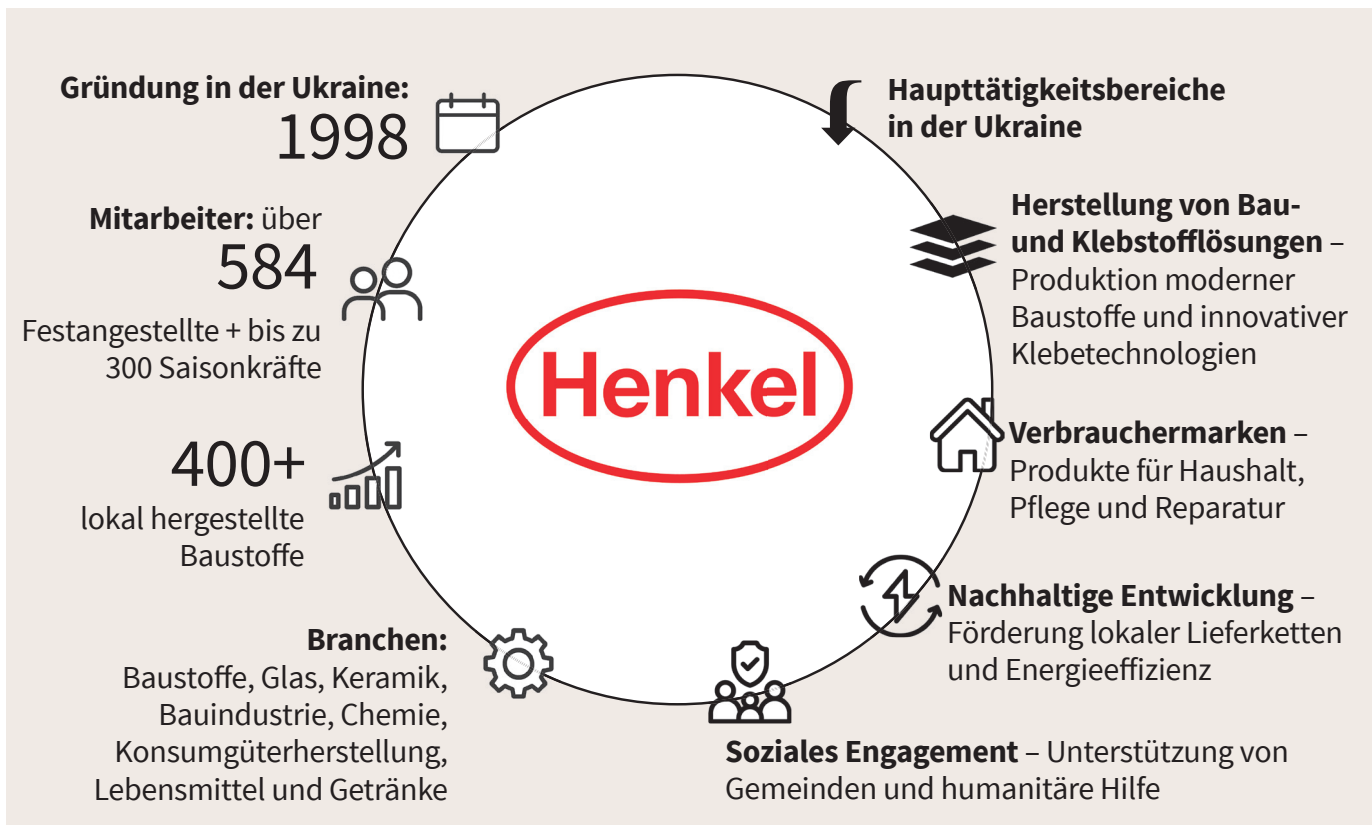 Gründung in der Ukraine:
1998
Mitarbeiter: über
584
Festangestellte + bis zu
300 Saisonkräfte
400+
lokal hergestellte
Baustoffe
Branchen:
Baustoffe, Glas, Keramik,
Bauindustrie, Chemie,
Konsumgüterherstellung,
Lebensmittel und Getränke
Henkel
Haupttätigkeitsbereiche
in der Ukraine
Herstellung von Bau-
und Klebstofflösungen –
Produktion moderner
Baustoffe und innovativer
Klebetechnologien
Verbrauchermarken –
Produkte für Haushalt,
Pflege und Reparatur
Nachhaltige Entwicklung –
Förderung lokaler Lieferketten
und Energieeffizienz
Soziales Engagement – Unterstützung von
Gemeinden und humanitäre Hilfe